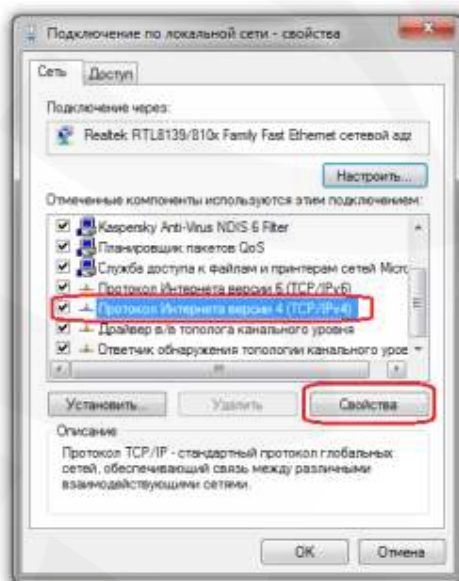 Подключение по локальной сети - свойства
Сеть
Доступ
Подключение через:
Realtek RTL8139/810x Family Fast Ethernet сетевой ада
Настроить...
Отмеченные компоненты используются этим подключением:
Kaspersky Anti-Virus NDIS 6 Filter
Планировщик пакетов QoS
Служба доступа к файлам и принтерам сетей Micro
Протокол Интернета версии 6 (TCP/IPv6)
Протокол Интернета версии 4 (TCP/IPv4)
Драйвер в/в тополога канального уровня
Ответчик обнаружения топологии канального уров
Установить...
Удалить
Свойства
Описание
Протокол TCP/IP - стандартный протокол глобальных
сетей, обеспечивающий связь между различными
взаимодействующими сетями.
OK
Отмена